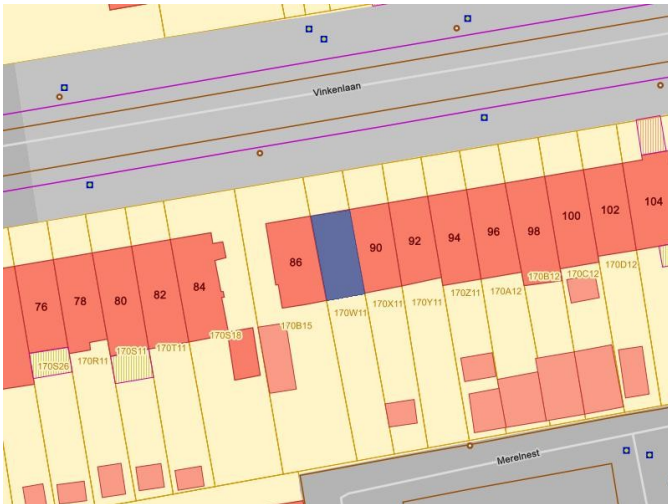 Vinkenlaan
104
102
100
98
96
94
92
90
86
84
82
80
78
76
170D12
170C12
170B12
170A12
170Z11
170Y11
170X11
170W11
170B15
170S18
170T11
170S11
170R11
170S26
Merelnest